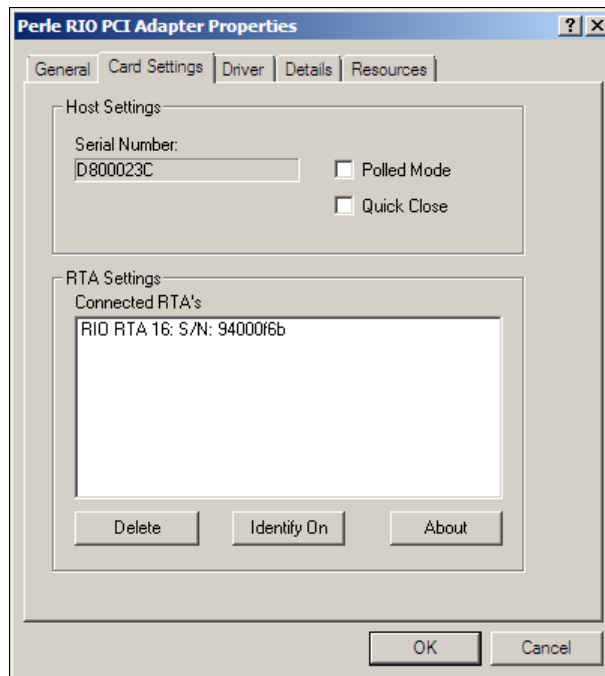 Perle RIO PCI Adapter Properties
General Card Settings Driver Details Resources
Host Settings
Serial Number:
D800023C
Polled Mode
Quick Close
RTA Settings
Connected RTA's
RIO RTA 16: S/N: 94000f6b
Delete Identify On About
OK Cancel